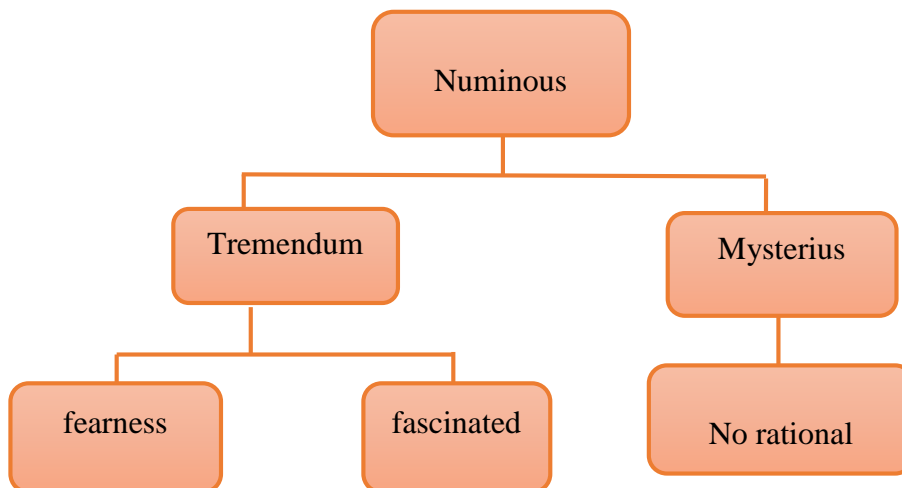 Numinous
Tremendum
Mysterius
fearness
fascinated
No rational